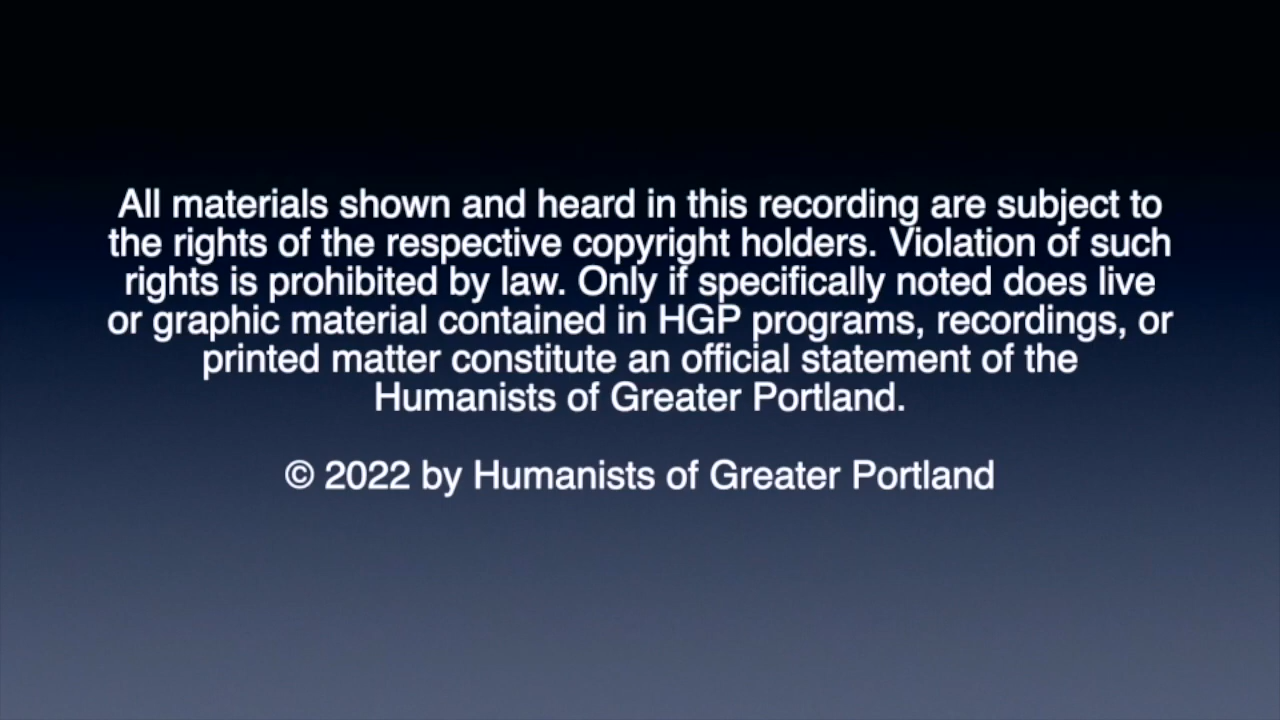 All materials shown and heard in this recording are subject to
the rights of the respective copyright holders. Violation of such
rights is prohibited by law. Only if specifically noted does live
or graphic material contained in HGP programs, recordings, or
printed matter constitute an official statement of the
Humanists of Greater Portland.
© 2022 by Humanists of Greater Portland